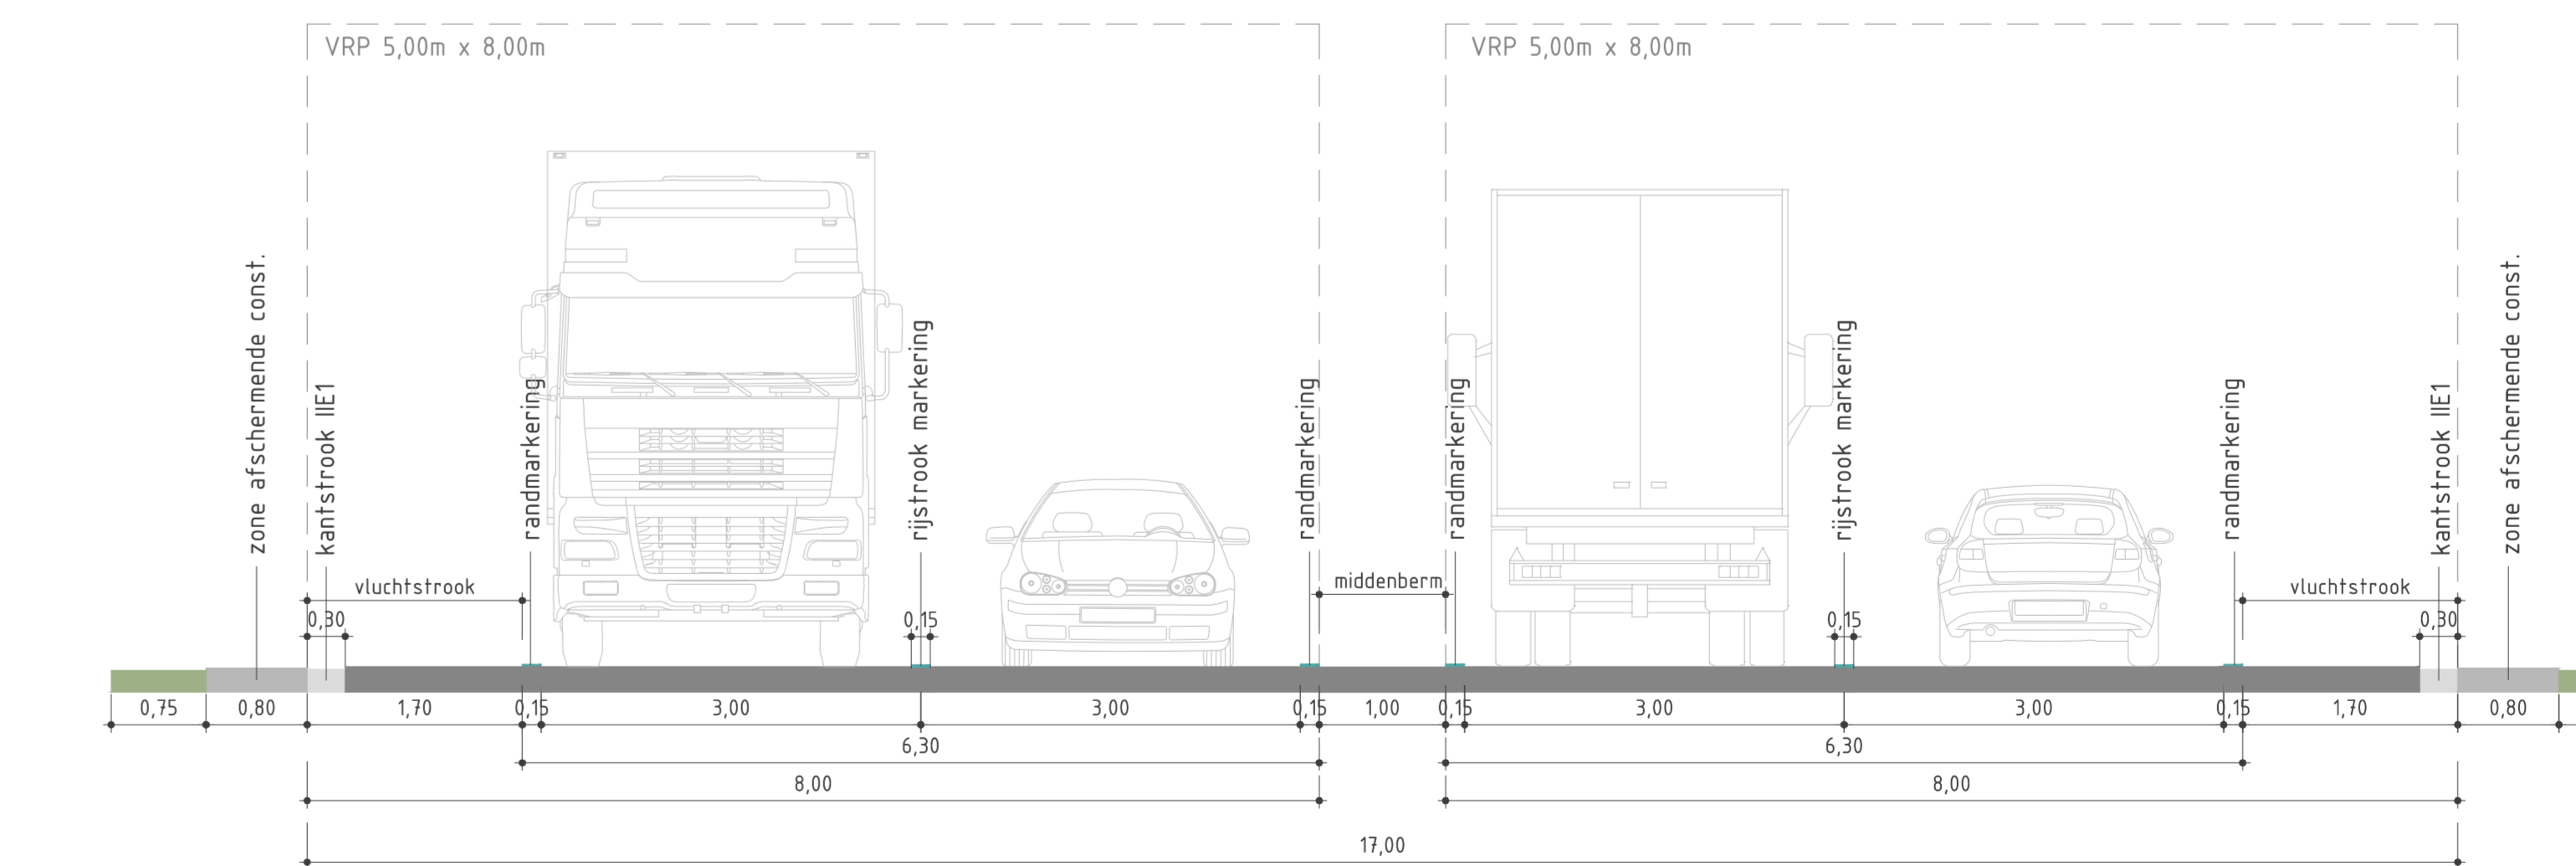 VRP 5,00m x 8,00m
VRP 5,00m x 8,00m
zone afschermende const.
kantstrook IIE1
randmarkering
rijstrook markering
randmarkering
randmarkering
rijstrook markering
randmarkering
kantstrook IIE1
zone afschermende const.
vluchtstrook
middenberm
vluchtstrook
0,30
0,15
0,15
0,30
0,75
0,80
1,70
0,15
3,00
3,00
0,15
1,00
0,15
3,00
3,00
0,15
1,70
0,80
6,30
6,30
8,00
8,00
17,00